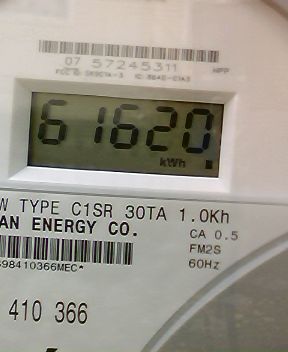 07 57245311
61620
kWh
W TYPE C1SR 30TA 1.0Kh
AN ENERGY CO.
CA 0.5
FM2S
60Hz
98410366MEC*
410 366